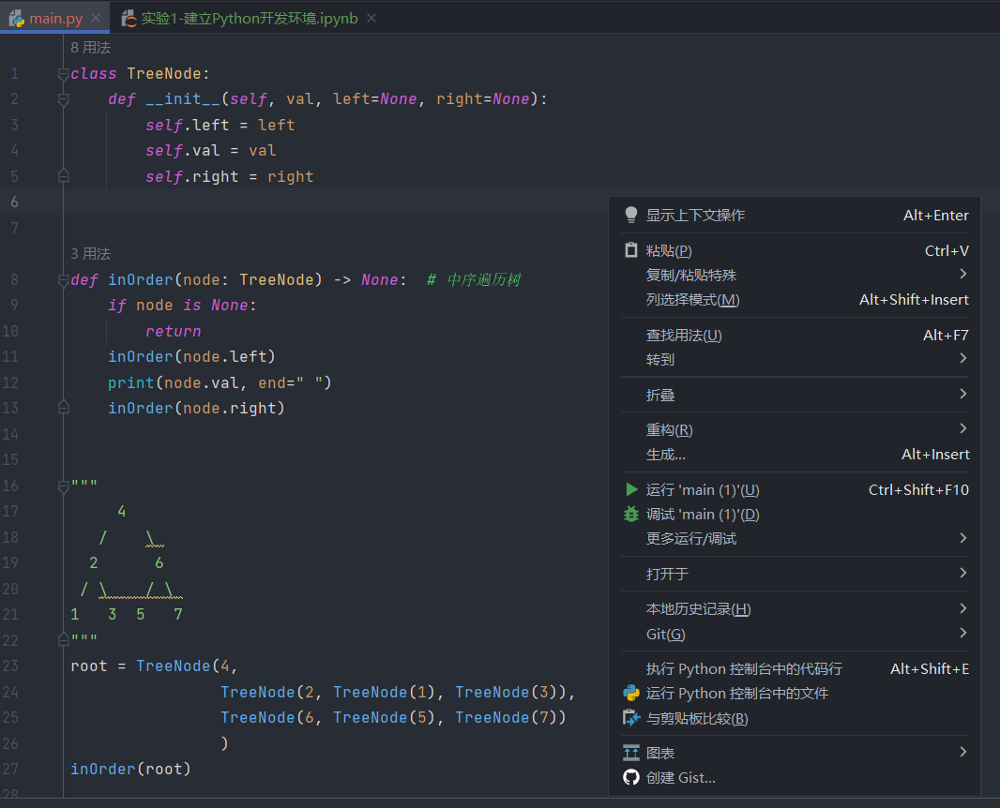 main.py
实验1-建立Python开发环境.ipynb
8 用法
1 class TreeNode:
2     def __init__(self, val, left=None, right=None):
3         self.left = left
4         self.val = val
5         self.right = right
6
7
3 用法
8 def inOrder(node: TreeNode) -> None:  # 中序遍历树
9     if node is None:
10         return
11     inOrder(node.left)
12     print(node.val, end=" ")
13     inOrder(node.right)
14
15
16 """
17      4
18    /    \
19   2      6
20  / \    / \
21 1   3  5   7
22 """
23 root = TreeNode(4,
24                 TreeNode(2, TreeNode(1), TreeNode(3)),
25                 TreeNode(6, TreeNode(5), TreeNode(7))
26                 )
27 inOrder(root)
28
显示上下文操作 Alt+Enter
粘贴(P) Ctrl+V
复制/粘贴特殊
列选择模式(M) Alt+Shift+Insert
查找用法(U) Alt+F7
转到
折叠
重构(R)
生成... Alt+Insert
运行 'main (1)'(U) Ctrl+Shift+F10
调试 'main (1)'(D)
更多运行/调试
打开于
本地历史记录(H)
Git(G)
执行 Python 控制台中的代码行 Alt+Shift+E
运行 Python 控制台中的文件
与剪贴板比较(B)
图表
创建 Gist...